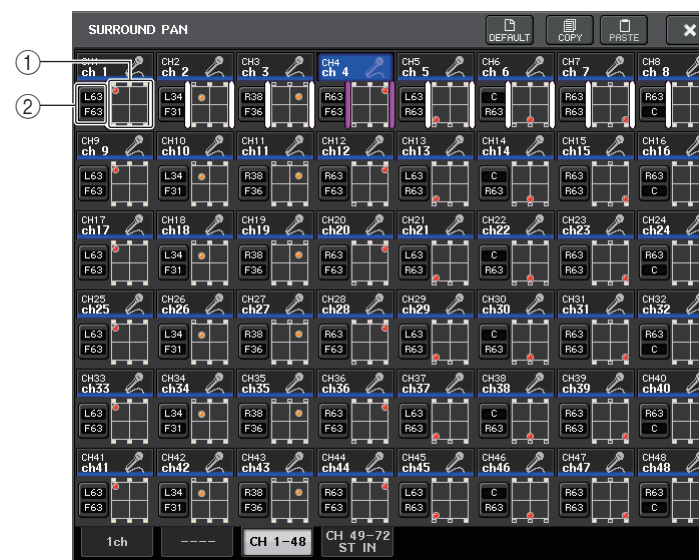 SURROUND PAN DEFAULT COPY PASTE
1
2
CH1 CH2 CH3 CH4 CH5 CH6 CH7 CH8
ch 1 ch 2 ch 3 ch 4 ch 5 ch 6 ch 7 ch 8
L63 L34 R38 R63 L63 C R63 R63
F63 F31 F36 F63 R63 R63 R63 C
CH9 CH10 CH11 CH12 CH13 CH14 CH15 CH16
ch 9 ch10 ch11 ch12 ch13 ch14 ch15 ch16
L63 L34 R38 R63 L63 C R63 R63
F63 F31 F36 F63 R63 R63 R63 C
CH17 CH18 CH19 CH20 CH21 CH22 CH23 CH24
ch17 ch18 ch19 ch20 ch21 ch22 ch23 ch24
L63 L34 R38 R63 L63 C R63 R63
F63 F31 F36 F63 R63 R63 R63 C
CH25 CH26 CH27 CH28 CH29 CH30 CH31 CH32
ch25 ch26 ch27 ch28 ch29 ch30 ch31 ch32
L63 L34 R38 R63 L63 C R63 R63
F63 F31 F36 F63 R63 R63 R63 C
CH33 CH34 CH35 CH36 CH37 CH38 CH39 CH40
ch33 ch34 ch35 ch36 ch37 ch38 ch39 ch40
L63 L34 R38 R63 L63 C R63 R63
F63 F31 F36 F63 R63 R63 R63 C
CH41 CH42 CH43 CH44 CH45 CH46 CH47 CH48
ch41 ch42 ch43 ch44 ch45 ch46 ch47 ch48
L63 L34 R38 R63 L63 C R63 R63
F63 F31 F36 F63 R63 R63 R63 C
1ch ---- CH 1-48 CH 49-72
ST IN